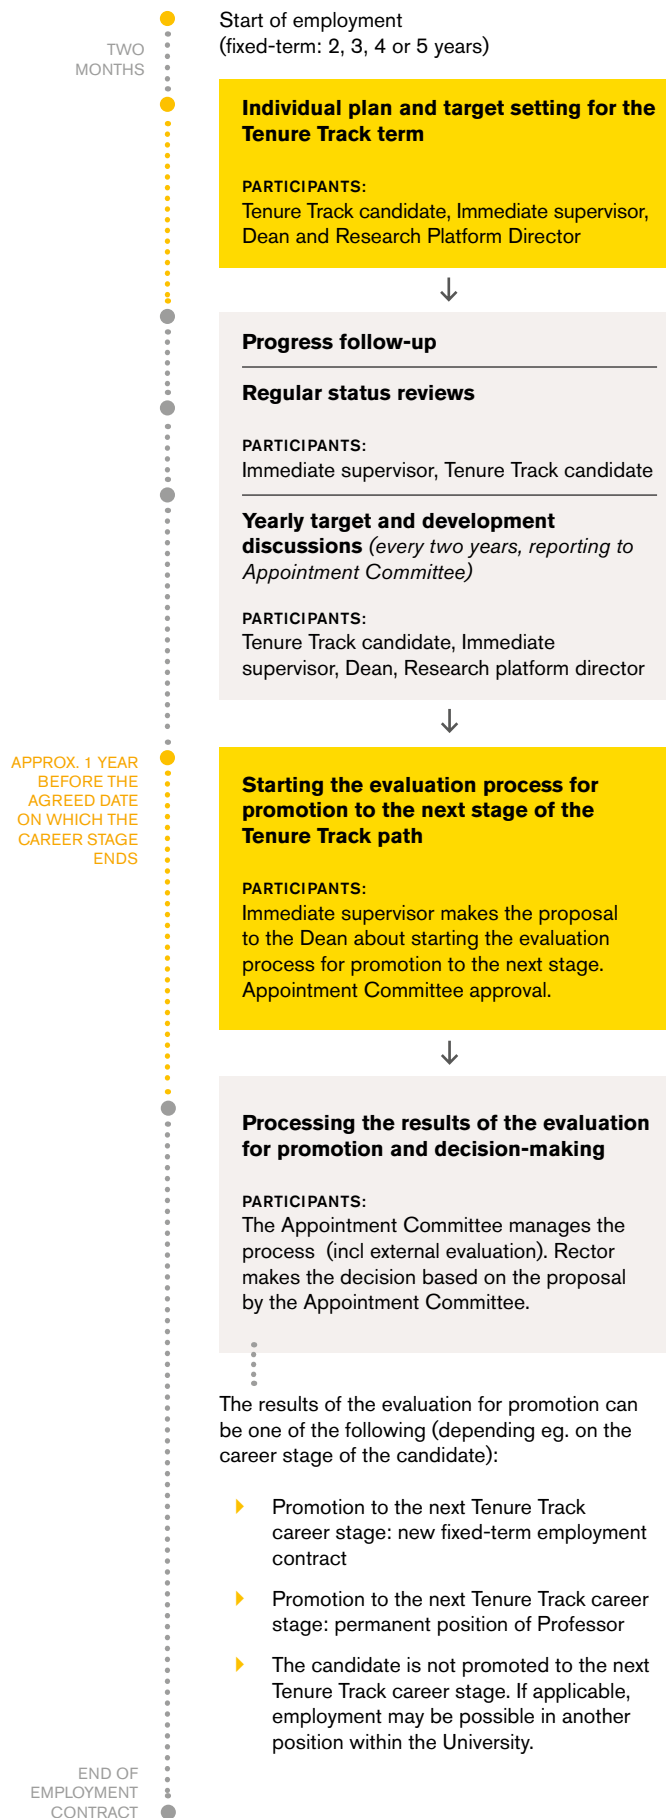 Start of employment
(fixed-term: 2, 3, 4 or 5 years)
TWO
MONTHS
Individual plan and target setting for the
Tenure Track term
PARTICIPANTS:
Tenure Track candidate, Immediate supervisor,
Dean and Research Platform Director
↓
Progress follow-up
Regular status reviews
PARTICIPANTS:
Immediate supervisor, Tenure Track candidate
Yearly target and development
discussions (every two years, reporting to
Appointment Committee)
PARTICIPANTS:
Tenure Track candidate, Immediate
supervisor, Dean, Research platform director
↓
APPROX. 1 YEAR
BEFORE THE
AGREED DATE
ON WHICH THE
CAREER STAGE
ENDS
Starting the evaluation process for
promotion to the next stage of the
Tenure Track path
PARTICIPANTS:
Immediate supervisor makes the proposal
to the Dean about starting the evaluation
process for promotion to the next stage.
Appointment Committee approval.
↓
Processing the results of the evaluation
for promotion and decision-making
PARTICIPANTS:
The Appointment Committee manages the
process (incl external evaluation). Rector
makes the decision based on the proposal
by the Appointment Committee.
The results of the evaluation for promotion can
be one of the following (depending eg. on the
career stage of the candidate):
Promotion to the next Tenure Track
career stage: new fixed-term employment
contract
Promotion to the next Tenure Track career
stage: permanent position of Professor
The candidate is not promoted to the next
Tenure Track career stage. If applicable,
employment may be possible in another
position within the University.
END OF
EMPLOYMENT
CONTRACT